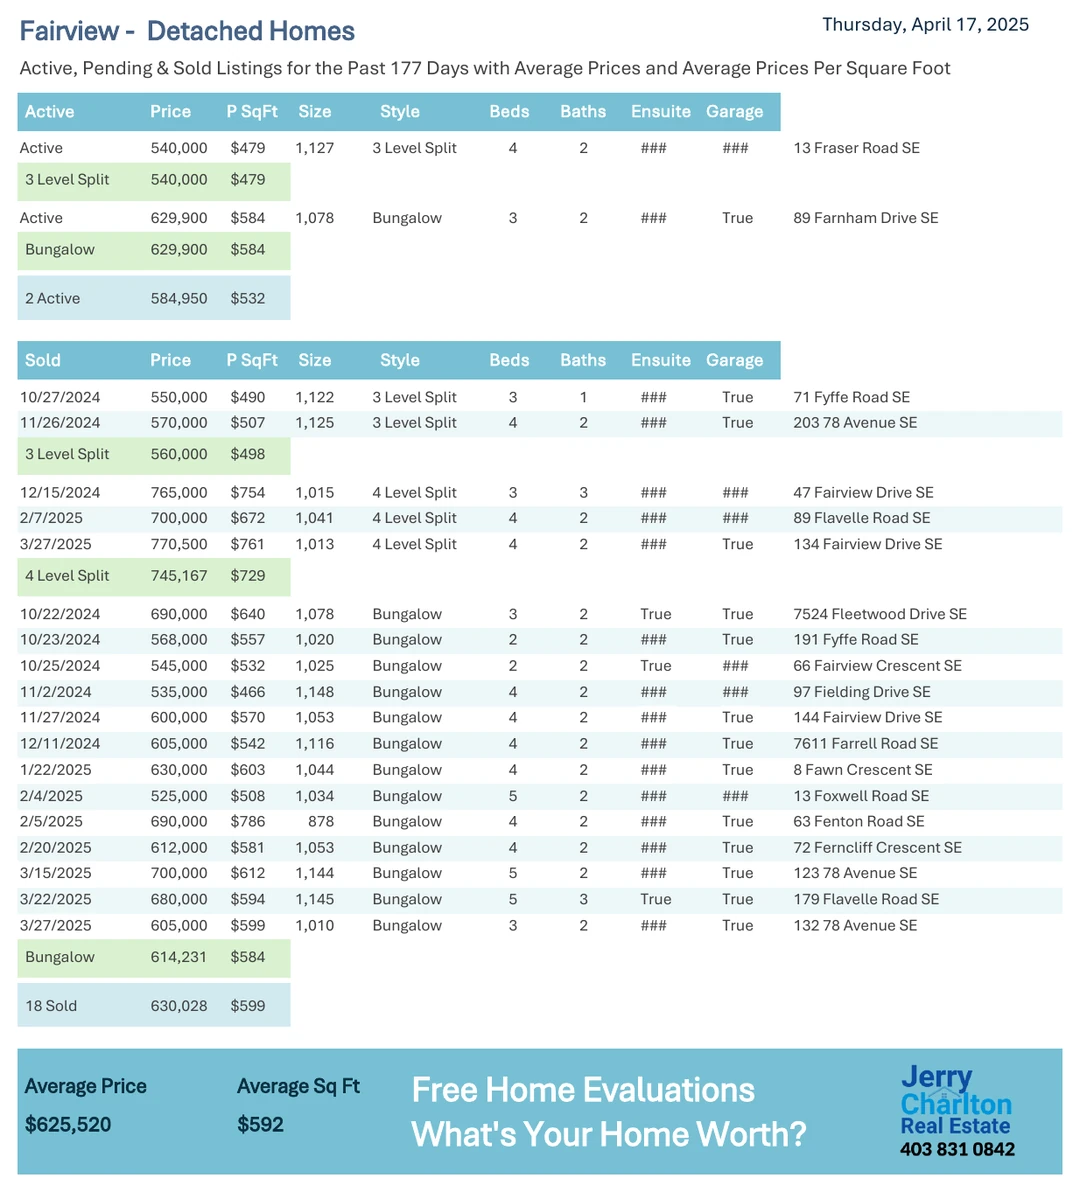 Fairview - Detached Homes
Thursday, April 17, 2025
Active, Pending & Sold Listings for the Past 177 Days with Average Prices and Average Prices Per Square Foot
Active Price P SqFt Size Style Beds Baths Ensuite Garage
Active 540,000 $479 1,127 3 Level Split 4 2 ### ### 13 Fraser Road SE
3 Level Split 540,000 $479
Active 629,900 $584 1,078 Bungalow 3 2 ### True 89 Farnham Drive SE
Bungalow 629,900 $584
2 Active 584,950 $532
Sold Price P SqFt Size Style Beds Baths Ensuite Garage
10/27/2024 550,000 $490 1,122 3 Level Split 3 1 ### True 71 Fyffe Road SE
11/26/2024 570,000 $507 1,125 3 Level Split 4 2 ### True 203 78 Avenue SE
3 Level Split 560,000 $498
12/15/2024 765,000 $754 1,015 4 Level Split 3 3 ### ### 47 Fairview Drive SE
2/7/2025 700,000 $672 1,041 4 Level Split 4 2 ### ### 89 Flavelle Road SE
3/27/2025 770,500 $761 1,013 4 Level Split 4 2 ### True 134 Fairview Drive SE
4 Level Split 745,167 $729
10/22/2024 690,000 $640 1,078 Bungalow 3 2 True True 7524 Fleetwood Drive SE
10/23/2024 568,000 $557 1,020 Bungalow 2 2 ### True 191 Fyffe Road SE
10/25/2024 545,000 $532 1,025 Bungalow 2 2 True ### 66 Fairview Crescent SE
11/2/2024 535,000 $466 1,148 Bungalow 4 2 ### ### 97 Fielding Drive SE
11/27/2024 600,000 $570 1,053 Bungalow 4 2 ### True 144 Fairview Drive SE
12/11/2024 605,000 $542 1,116 Bungalow 4 2 ### True 7611 Farrell Road SE
1/22/2025 630,000 $603 1,044 Bungalow 4 2 ### True 8 Fawn Crescent SE
2/4/2025 525,000 $508 1,034 Bungalow 5 2 ### ### 13 Foxwell Road SE
2/5/2025 690,000 $786 878 Bungalow 4 2 ### True 63 Fenton Road SE
2/20/2025 612,000 $581 1,053 Bungalow 4 2 ### True 72 Ferncliff Crescent SE
3/15/2025 700,000 $612 1,144 Bungalow 5 2 ### True 123 78 Avenue SE
3/22/2025 680,000 $594 1,145 Bungalow 5 3 True True 179 Flavelle Road SE
3/27/2025 605,000 $599 1,010 Bungalow 3 2 ### True 132 78 Avenue SE
Bungalow 614,231 $584
18 Sold 630,028 $599
Average Price Average Sq Ft
$625,520 $592
Free Home Evaluations
What's Your Home Worth?
Jerry
Charlton
Real Estate
403 831 0842